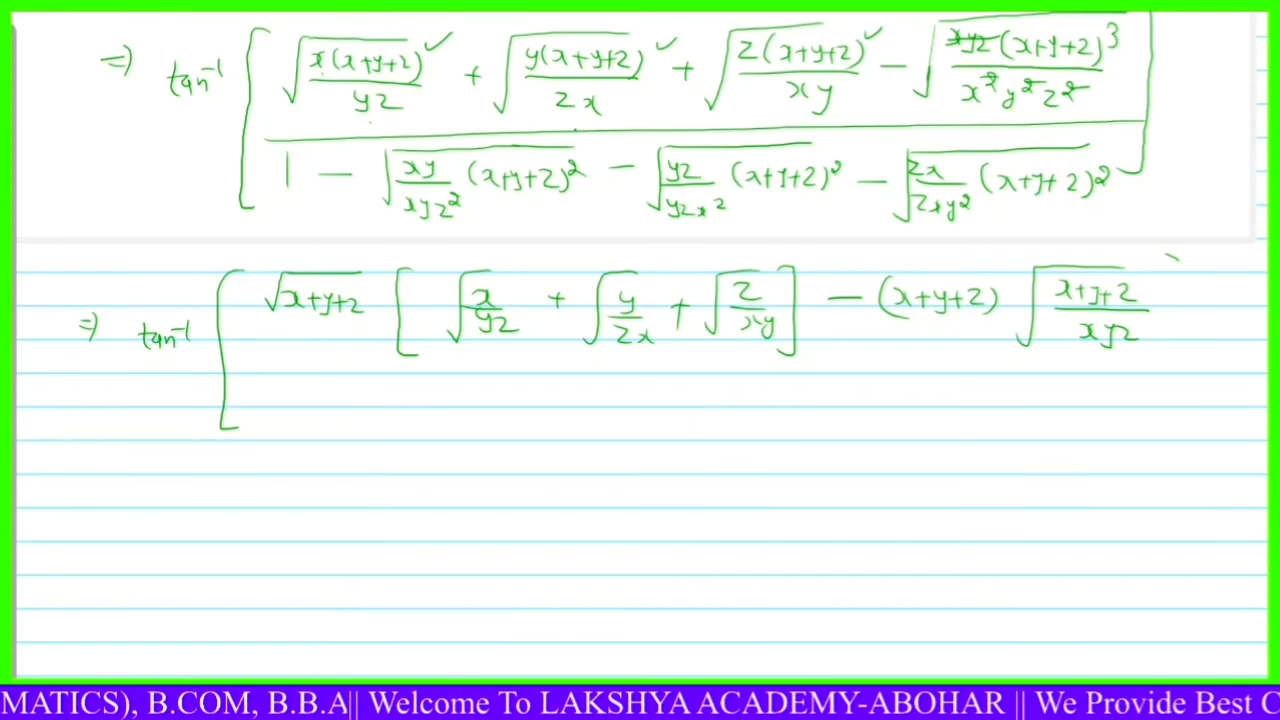 ⇒ tan⁻¹ [ √(x(x+y+z)/yz) ✓ + √(y(x+y+z)/zx) ✓ + √(z(x+y+z)/xy) ✓ − √(xyz(x+y+z)³/x²y²z²)
1 − √(xy/xyz² (x+y+z)²) − √(yz/yzx² (x+y+z)²) − √(zx/zxy² (x+y+z)²) ]
⇒ tan⁻¹ [ √x+y+z [ √(x/yz) + √(y/zx) + √(z/xy) ] − (x+y+z) √(x+y+z/xyz)
MATICS), B.COM, B.B.A|| Welcome To LAKSHYA ACADEMY-ABOHAR || We Provide Best C